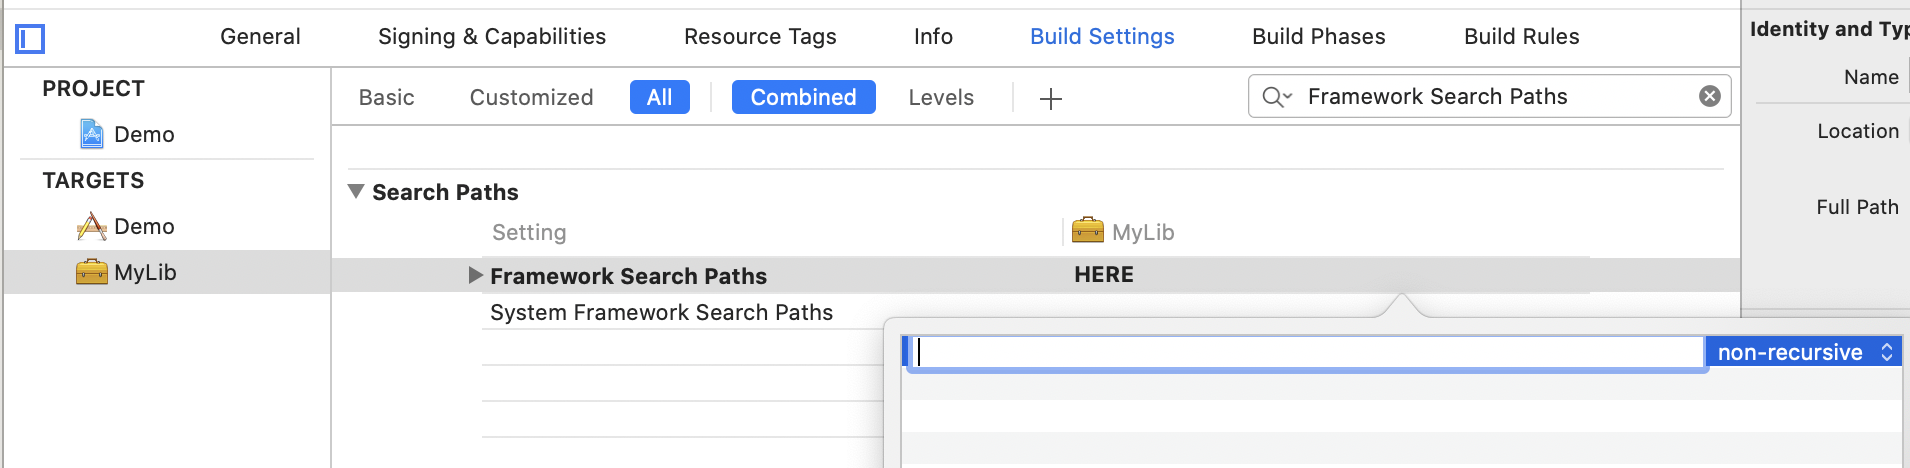 General Signing & Capabilities Resource Tags Info Build Settings Build Phases Build Rules
Identity and Typ
PROJECT
Demo
TARGETS
Demo
MyLib
Basic Customized All Combined Levels + Framework Search Paths
Search Paths
Setting MyLib
Framework Search Paths HERE
System Framework Search Paths
non-recursive
Name
Location
Full Path